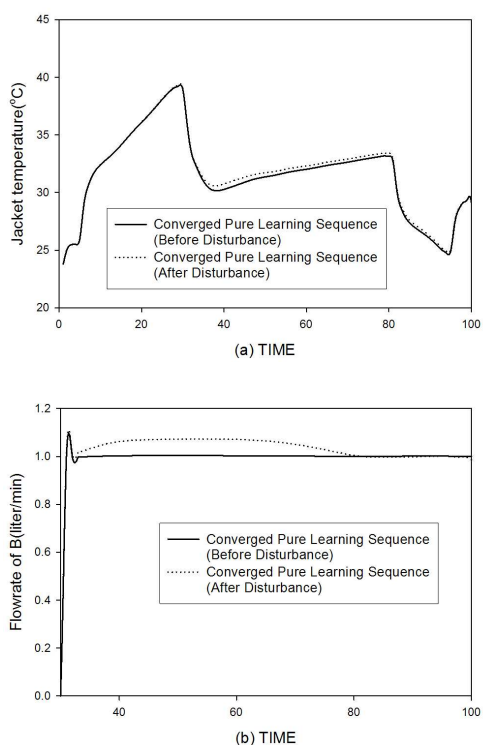 45
40
35
30
25
20
Jacket temperature(°C)
Converged Pure Learning Sequence
(Before Disturbance)
Converged Pure Learning Sequence
(After Disturbance)
0 20 40 60 80 100
(a) TIME
1.2
1.0
0.8
0.6
0.4
0.2
0.0
Flowrate of B(liter/min)
Converged Pure Learning Sequence
(Before Disturbance)
Converged Pure Learning Sequence
(After Disturbance)
40 60 80 100
(b) TIME